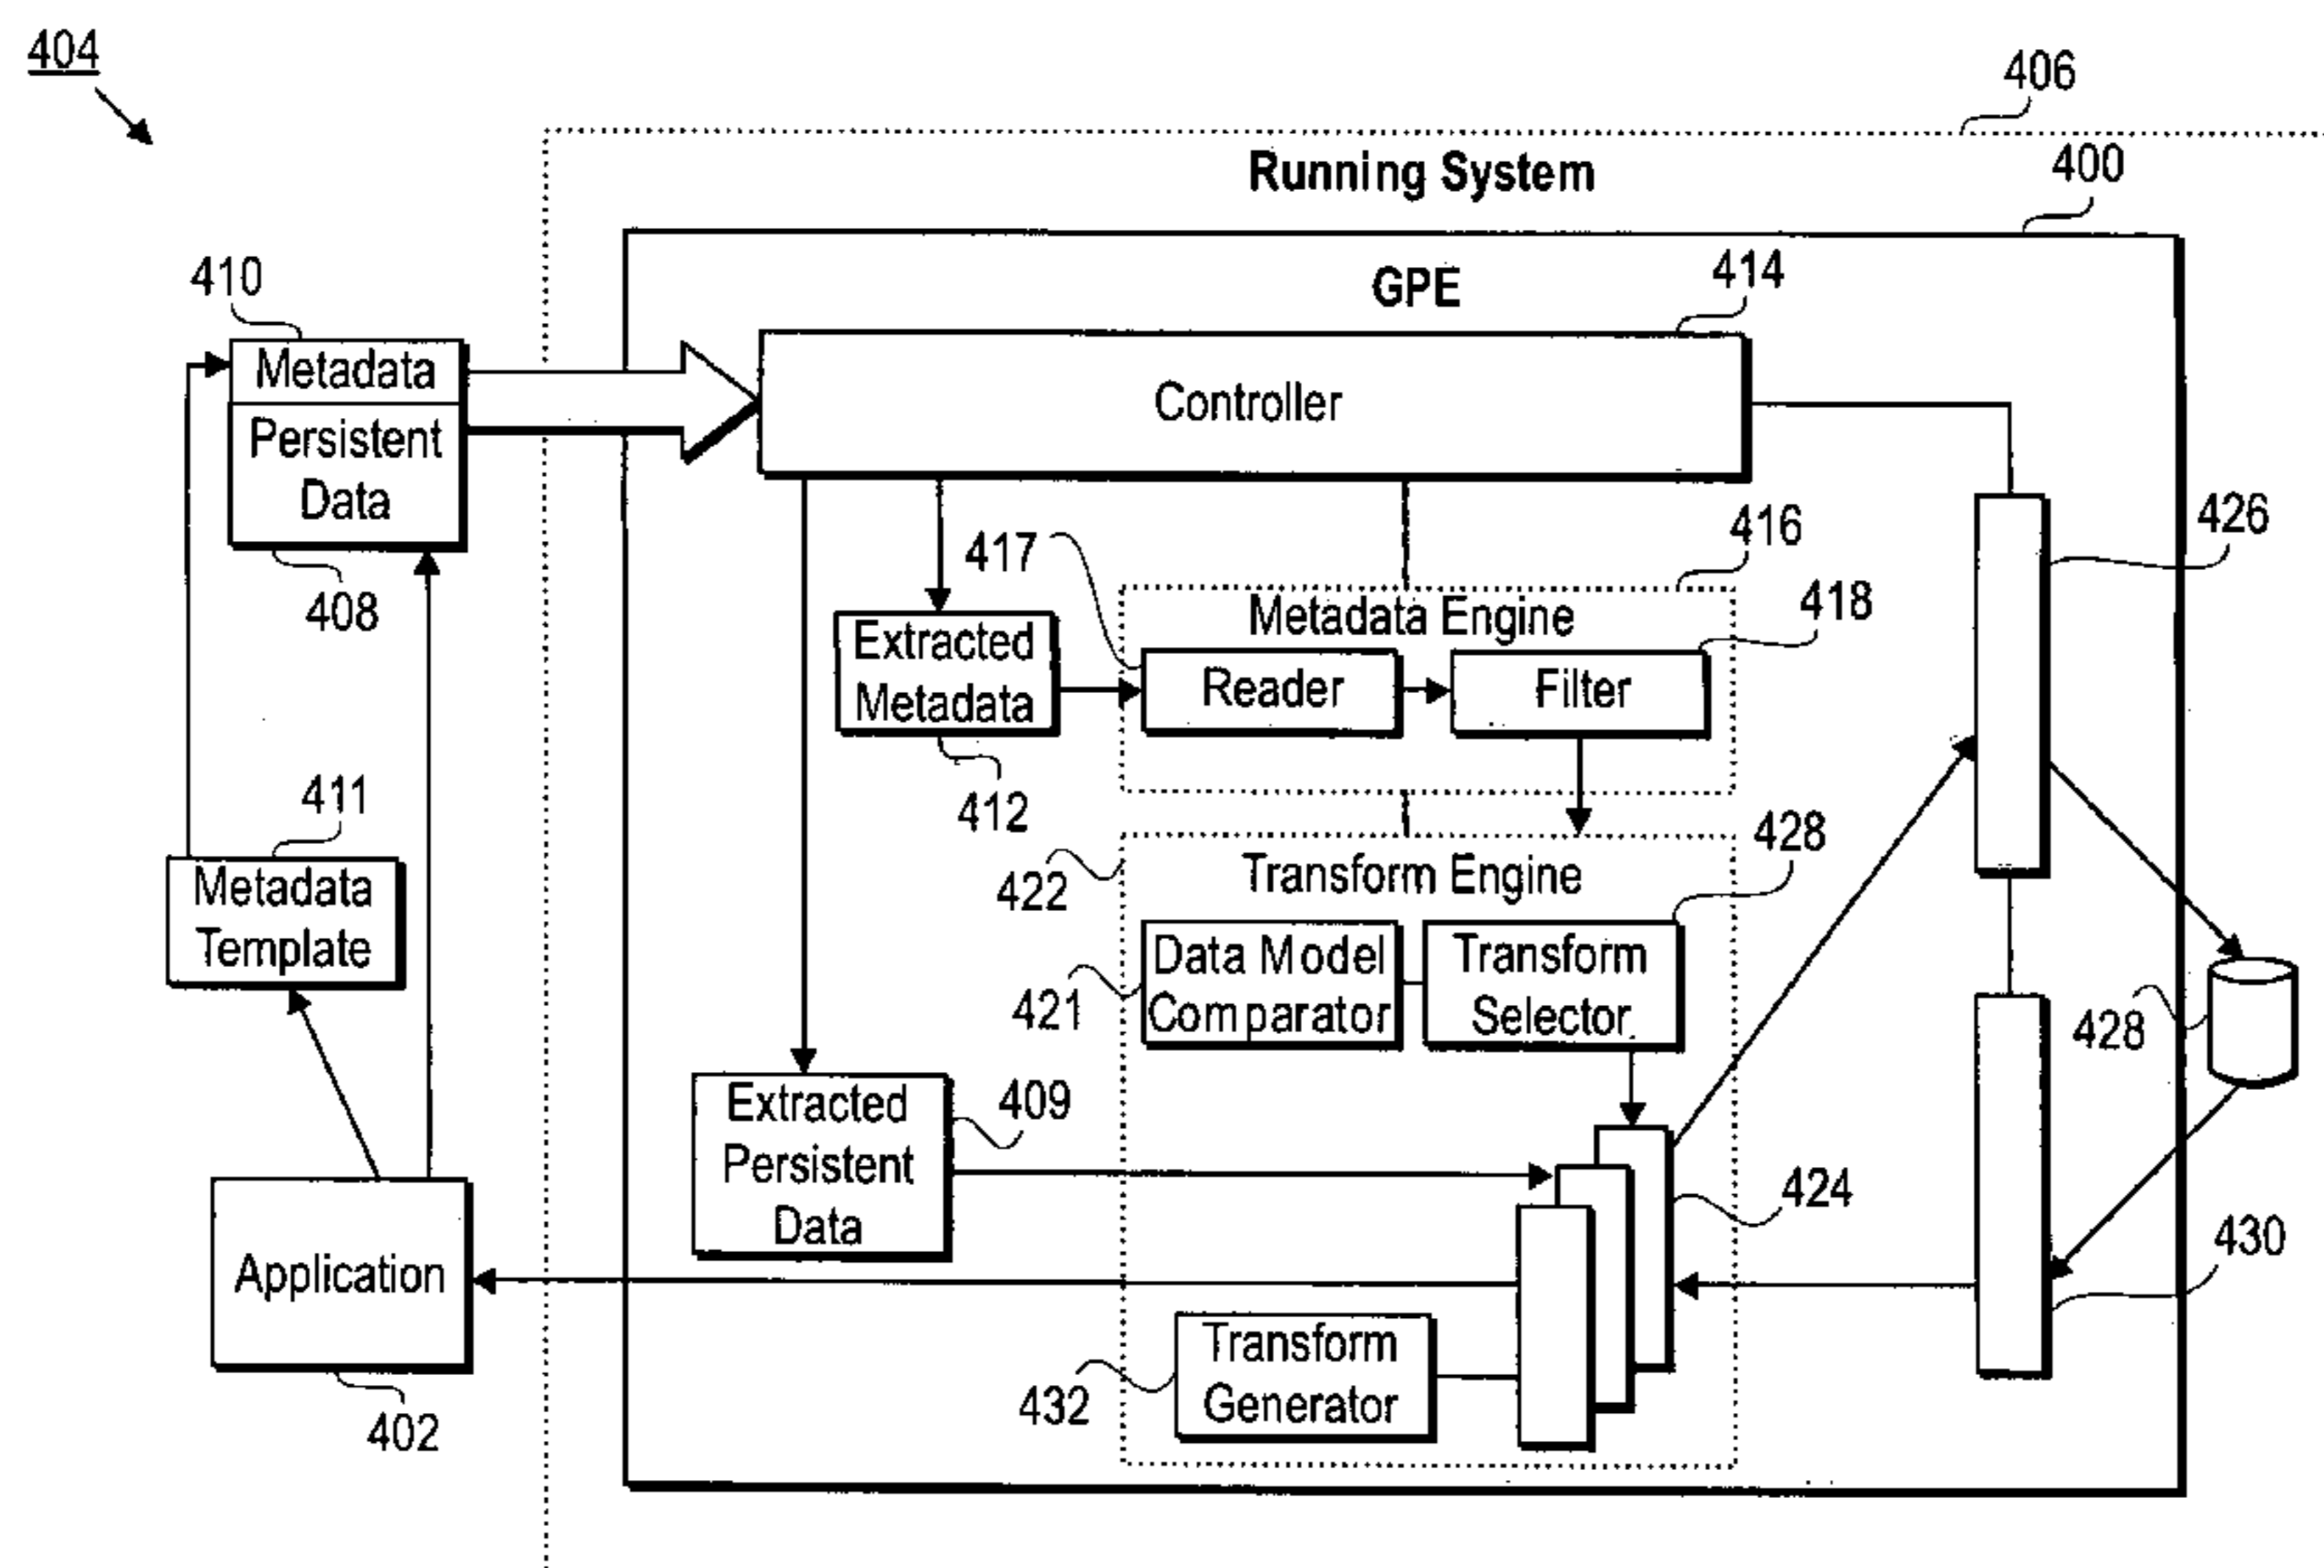 404
406
Running System
400
GPE
414
410
Metadata
Persistent
Data
408
Controller
417
416
426
Metadata Engine
418
Extracted
Metadata
Reader
Filter
412
411
Metadata
Template
422
Transform Engine
428
Data Model
Comparator
Transform
Selector
421
428
Extracted
Persistent
Data
409
424
430
Application
402
Transform
Generator
432